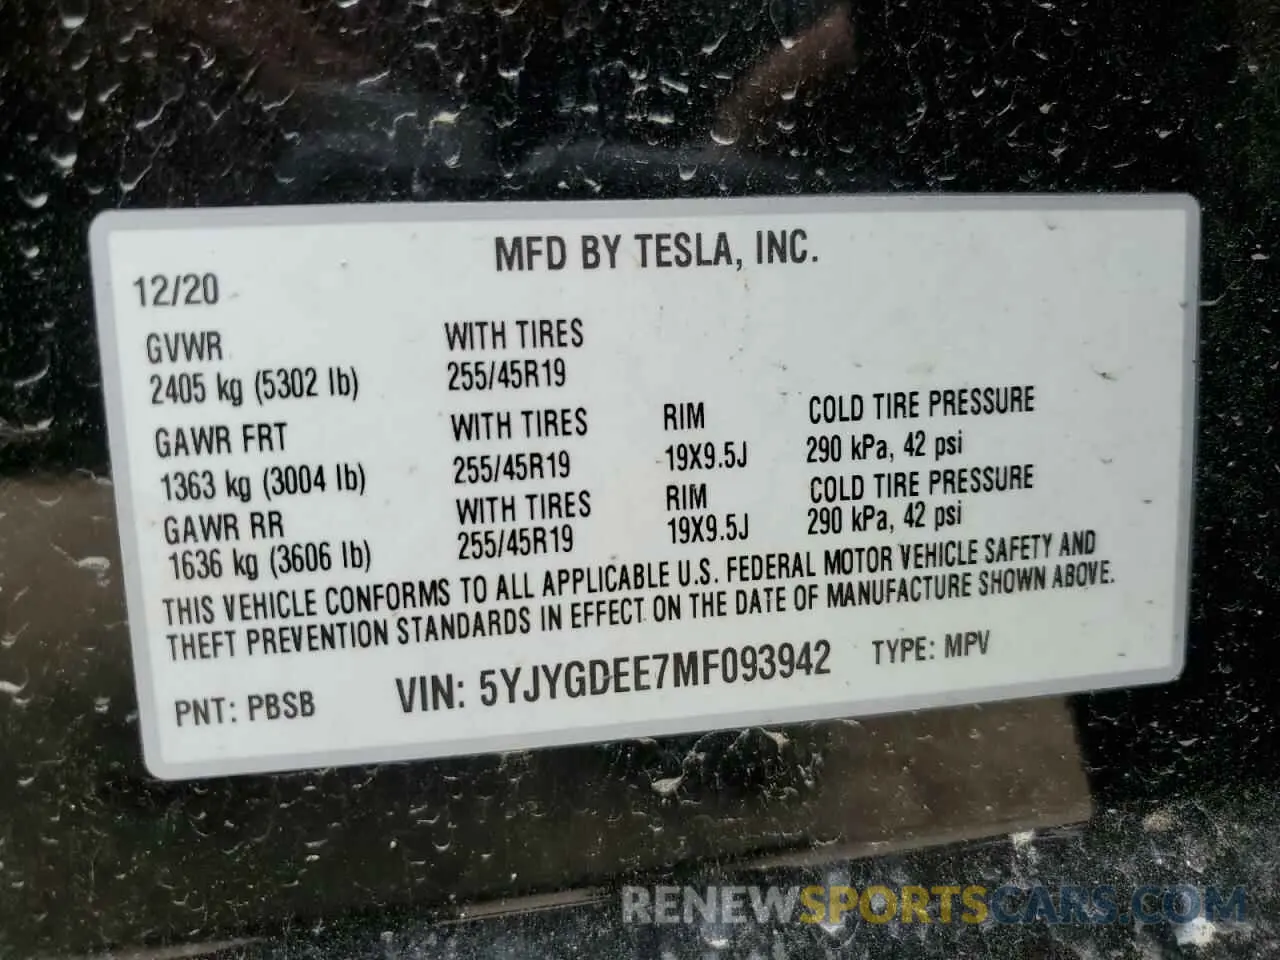 MFD BY TESLA, INC.
12/20
GVWR WITH TIRES
2405 kg (5302 lb) 255/45R19
GAWR FRT WITH TIRES RIM COLD TIRE PRESSURE
1363 kg (3004 lb) 255/45R19 19X9.5J 290 kPa, 42 psi
GAWR RR WITH TIRES RIM COLD TIRE PRESSURE
1636 kg (3606 lb) 255/45R19 19X9.5J 290 kPa, 42 psi
THIS VEHICLE CONFORMS TO ALL APPLICABLE U.S. FEDERAL MOTOR VEHICLE SAFETY AND
THEFT PREVENTION STANDARDS IN EFFECT ON THE DATE OF MANUFACTURE SHOWN ABOVE.
PNT: PBSB VIN: 5YJYGDEE7MF093942 TYPE: MPV
RENEWSPORTSCARS.COM